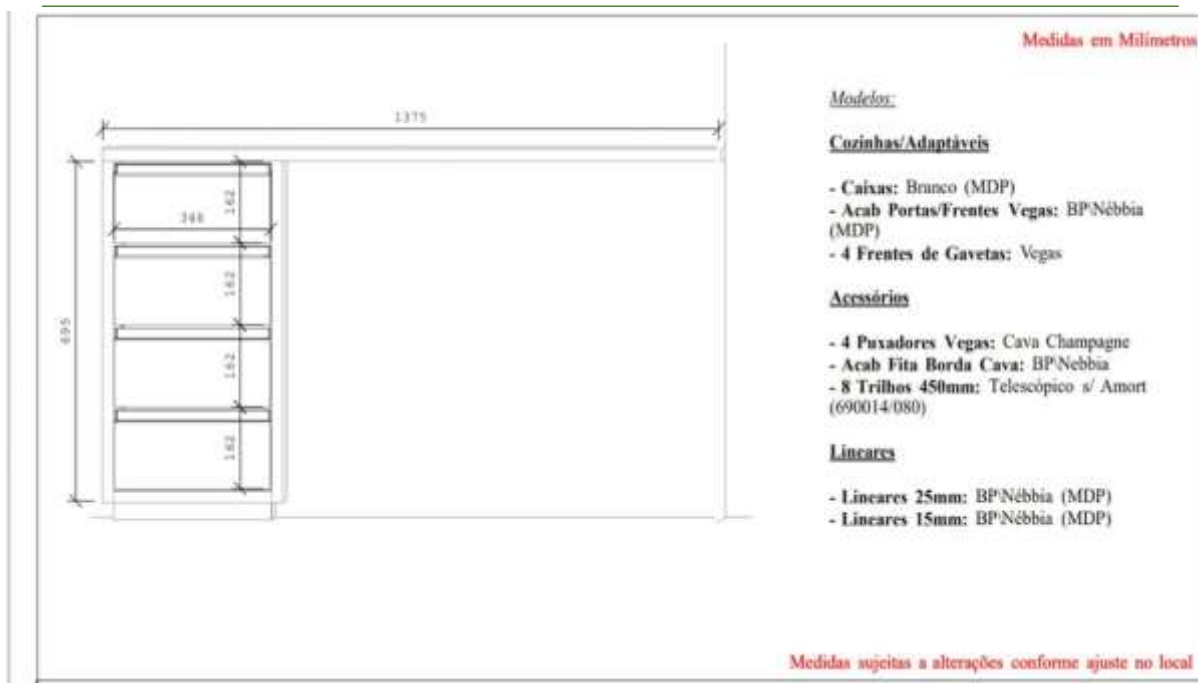 Medidas em Milímetros
1375
Modelos:
Cozinhas/Adaptáveis
- Caixas: Branco (MDP)
- Acab Portas/Frentes Vegas: BP\Nébbia
(MDP)
- 4 Frentes de Gavetas: Vegas
162
162
162
162
695
Acessórios
- 4 Puxadores Vegas: Cava Champagne
- Acab Fita Borda Cava: BP\Nebbia
- 8 Trilhos 450mm: Telescópico s/ Amort
(690014/080)
Lineares
- Lineares 25mm: BP\Nébbia (MDP)
- Lineares 15mm: BP\Nébbia (MDP)
Medidas sujeitas a alterações conforme ajuste no local